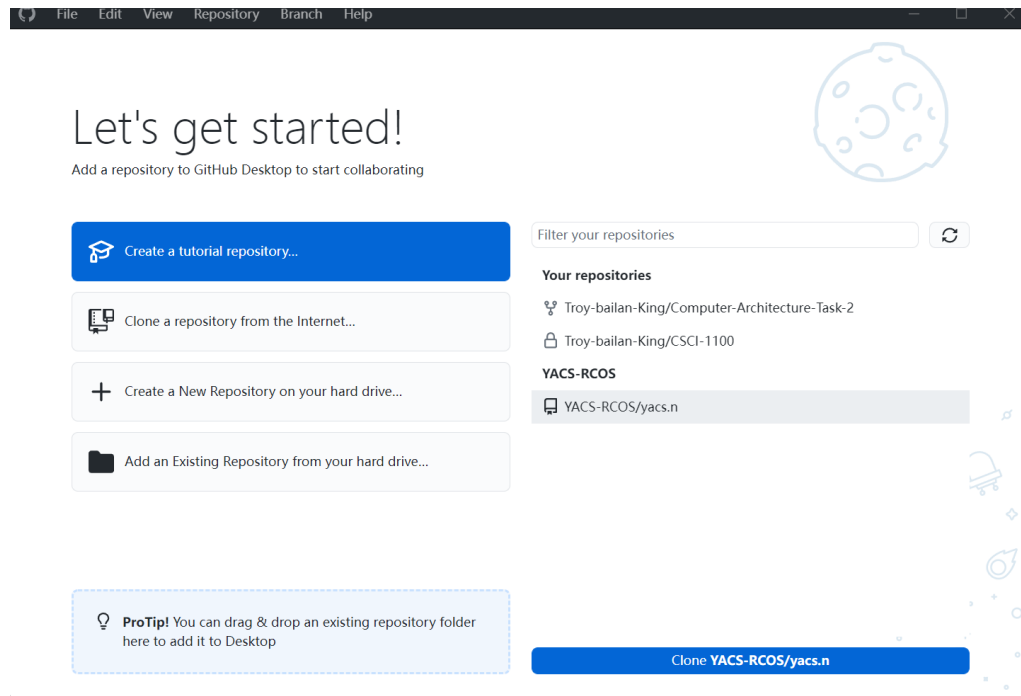 File Edit View Repository Branch Help
Let's get started!
Add a repository to GitHub Desktop to start collaborating
Create a tutorial repository...
Clone a repository from the Internet...
Create a New Repository on your hard drive...
Add an Existing Repository from your hard drive...
ProTip! You can drag & drop an existing repository folder
here to add it to Desktop
Filter your repositories
Your repositories
Troy-bailan-King/Computer-Architecture-Task-2
Troy-bailan-King/CSCI-1100
YACS-RCOS
YACS-RCOS/yacs.n
Clone YACS-RCOS/yacs.n